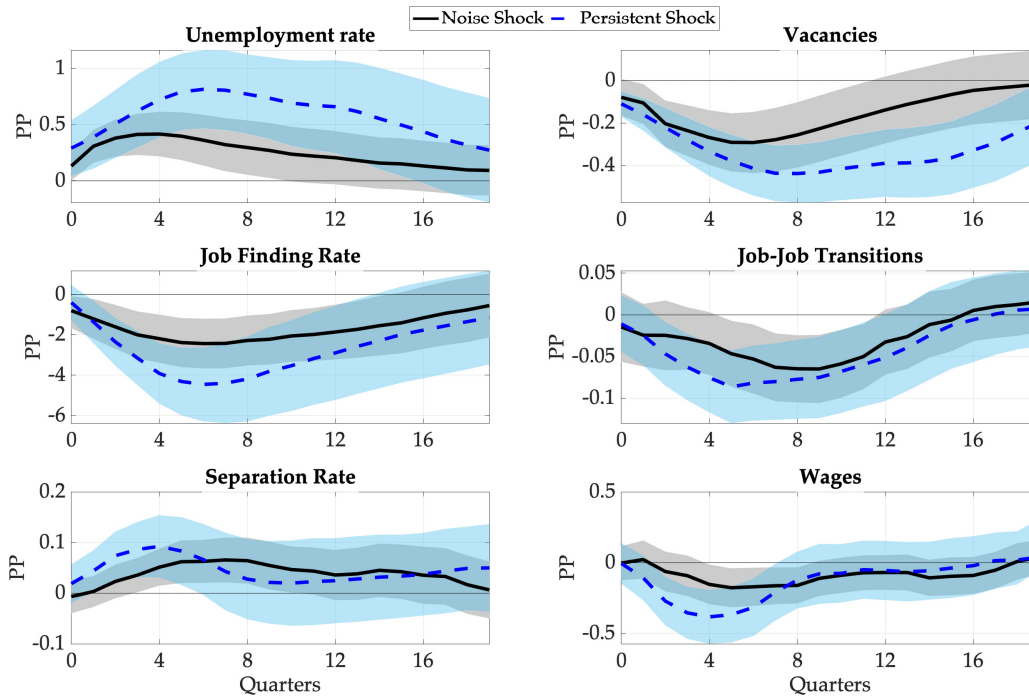 Noise Shock Persistent Shock
Unemployment rate
PP
1
0.5
0
0 4 8 12 16
Vacancies
PP
0
-0.2
-0.4
0 4 8 12 16
Job Finding Rate
PP
0
-2
-4
-6
0 4 8 12 16
Job-Job Transitions
PP
0.05
0
-0.05
-0.1
0 4 8 12 16
Separation Rate
PP
0.2
0.1
0
-0.1
0 4 8 12 16
Quarters
Wages
PP
0.5
0
-0.5
0 4 8 12 16
Quarters